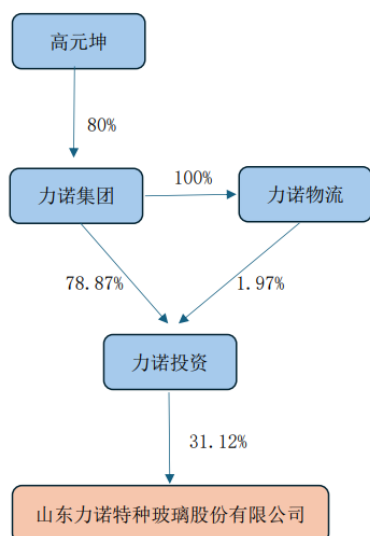 高元坤
80%
力诺集团
100%
力诺物流
78.87%
1.97%
力诺投资
31.12%
山东力诺特种玻璃股份有限公司